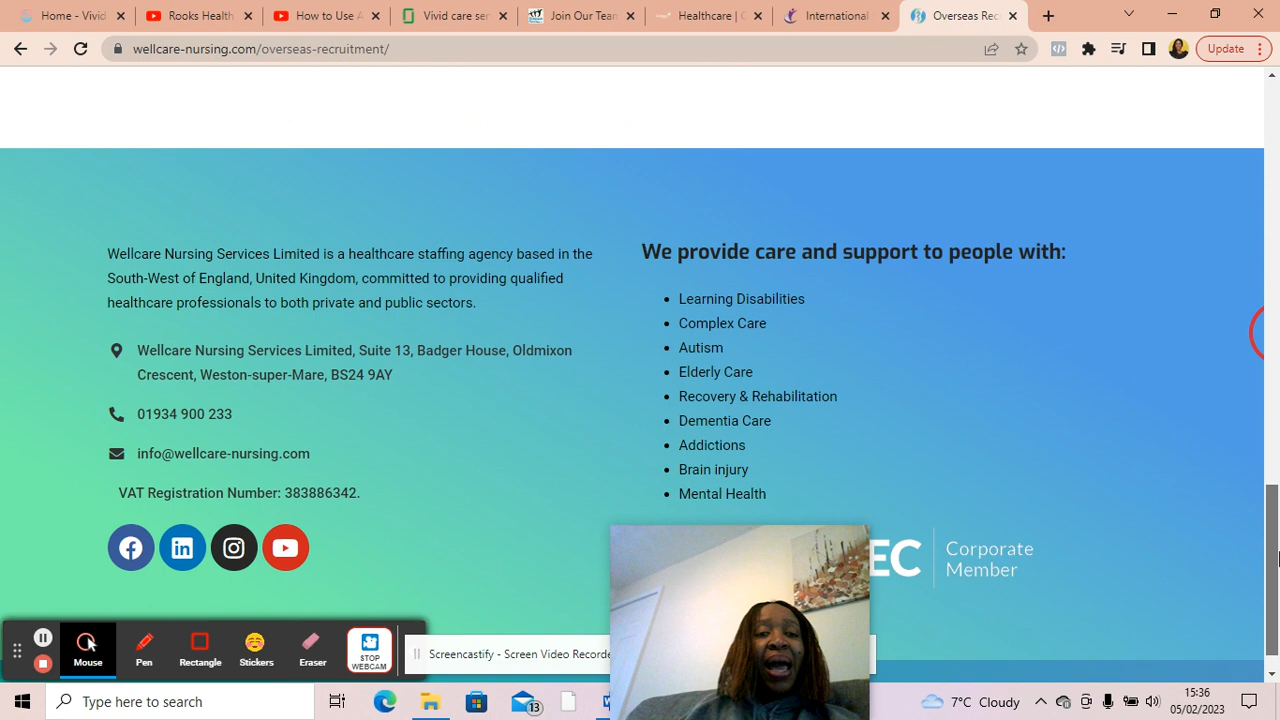 Home - Vivid
Rooks Health
How to Use A
Vivid care ser
Join Our Team
Healthcare | C
International
Overseas Rec
wellcare-nursing.com/overseas-recruitment/
Update
Wellcare Nursing Services Limited is a healthcare staffing agency based in the
South-West of England, United Kingdom, committed to providing qualified
healthcare professionals to both private and public sectors.
Wellcare Nursing Services Limited, Suite 13, Badger House, Oldmixon
Crescent, Weston-super-Mare, BS24 9AY
01934 900 233
info@wellcare-nursing.com
VAT Registration Number: 383886342.
We provide care and support to people with:
Learning Disabilities
Complex Care
Autism
Elderly Care
Recovery & Rehabilitation
Dementia Care
Addictions
Brain injury
Mental Health
EC Corporate
Member
Mouse
Pen
Rectangle
Stickers
Eraser
STOP
WEBCAM
Screencastify - Screen Video Recorde
Type here to search
13
7°C Cloudy
15:36
05/02/2023